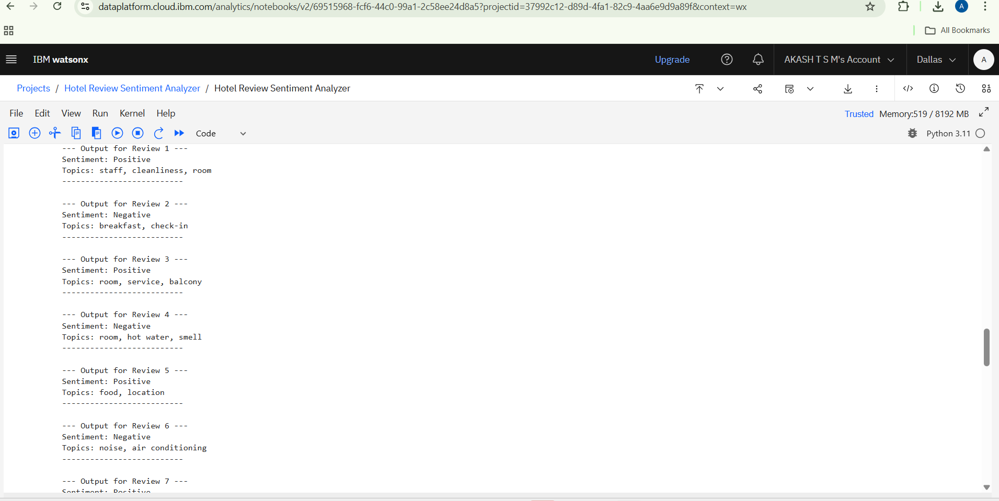 dataplatform.cloud.ibm.com/analytics/notebooks/v2/69515968-fcf6-44c0-99a1-2c58ee24d8a5?projectid=37992c12-d89d-4fa1-82c9-4aa6e9d9a89f&context=wx
A
All Bookmarks
IBM watsonx
Upgrade
AKASH T S M's Account
Dallas
A
Projects / Hotel Review Sentiment Analyzer / Hotel Review Sentiment Analyzer
File Edit View Run Kernel Help
Trusted Memory:519 / 8192 MB
Code
Python 3.11
--- Output for Review 1 ---
Sentiment: Positive
Topics: staff, cleanliness, room
--------------------------
--- Output for Review 2 ---
Sentiment: Negative
Topics: breakfast, check-in
--------------------------
--- Output for Review 3 ---
Sentiment: Positive
Topics: room, service, balcony
--------------------------
--- Output for Review 4 ---
Sentiment: Negative
Topics: room, hot water, smell
--------------------------
--- Output for Review 5 ---
Sentiment: Positive
Topics: food, location
--------------------------
--- Output for Review 6 ---
Sentiment: Negative
Topics: noise, air conditioning
--------------------------
--- Output for Review 7 ---
Sentiment: Positive